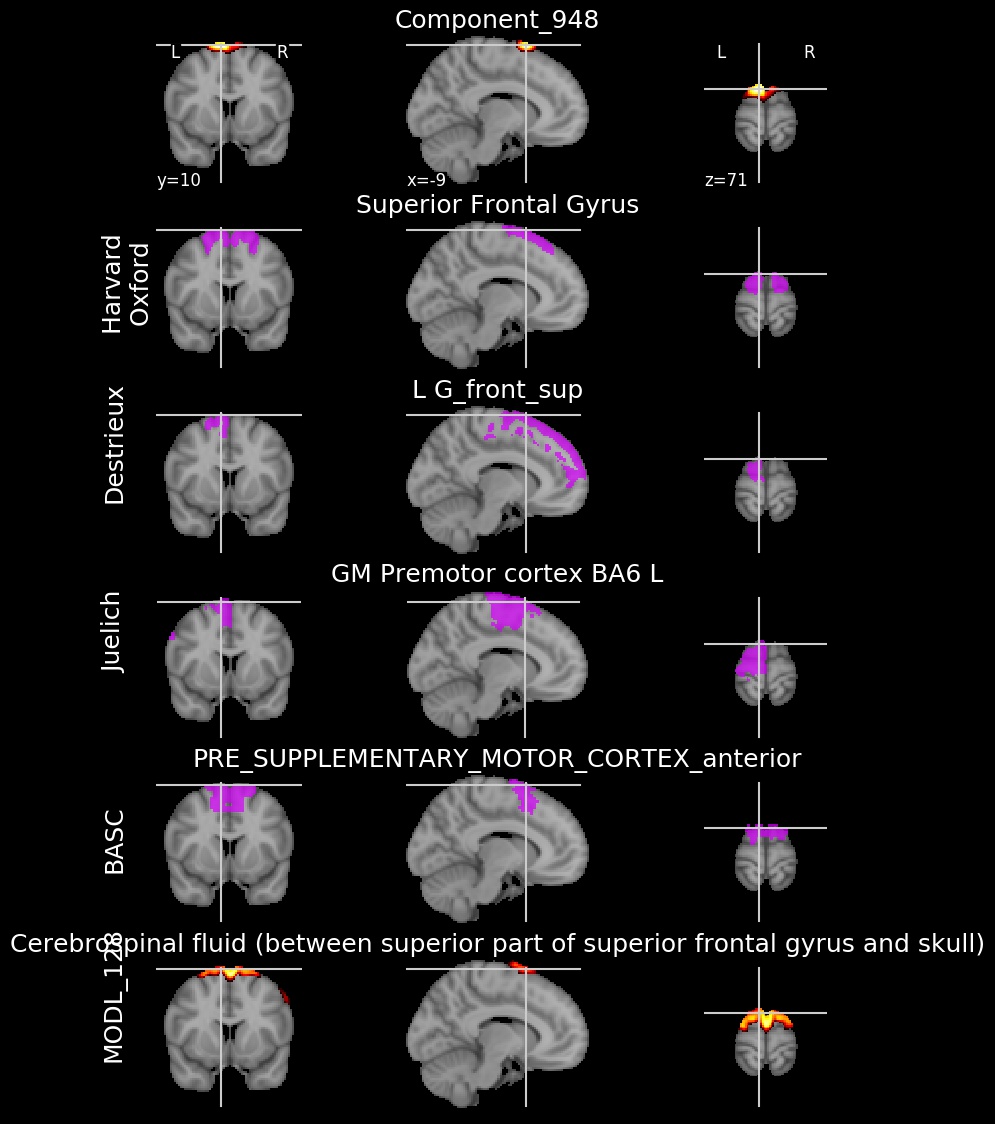 Component_948
L R
L R
y=10
x=-9
z=71
Superior Frontal Gyrus
Harvard
Oxford
L G_front_sup
Destrieux
GM Premotor cortex BA6 L
Juelich
PRE_SUPPLEMENTARY_MOTOR_CORTEX_anterior
BASC
Cerebrospinal fluid (between superior part of superior frontal gyrus and skull)
MODL_128